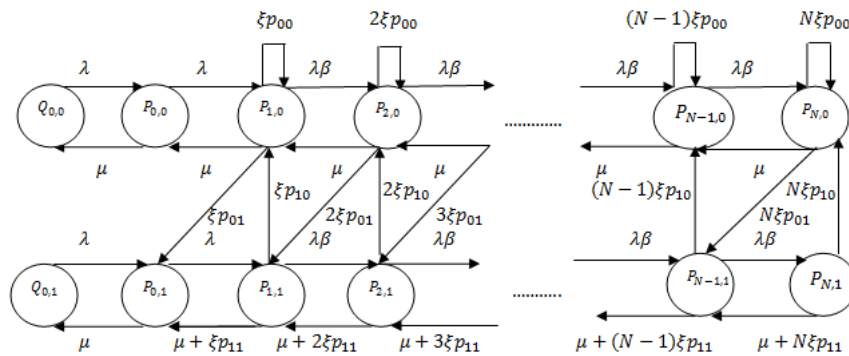 ξp₀₀ 2ξp₀₀ (N − 1)ξp₀₀ Nξp₀₀
λ λ λβ λβ λβ λβ
Q₀,₀ P₀,₀ P₁,₀ P₂,₀ ............ P_{N−1,0} P_{N,0}
μ μ μ μ μ μ
ξp₁₀ 2ξp₁₀ (N − 1)ξp₁₀ Nξp₁₀
ξp₀₁ 2ξp₀₁ 3ξp₀₁ Nξp₀₁
λ λ λβ λβ λβ λβ
Q₀,₁ P₀,₁ P₁,₁ P₂,₁ ............ P_{N−1,1} P_{N,1}
μ μ + ξp₁₁ μ + 2ξp₁₁ μ + 3ξp₁₁ μ + (N − 1)ξp₁₁ μ + Nξp₁₁